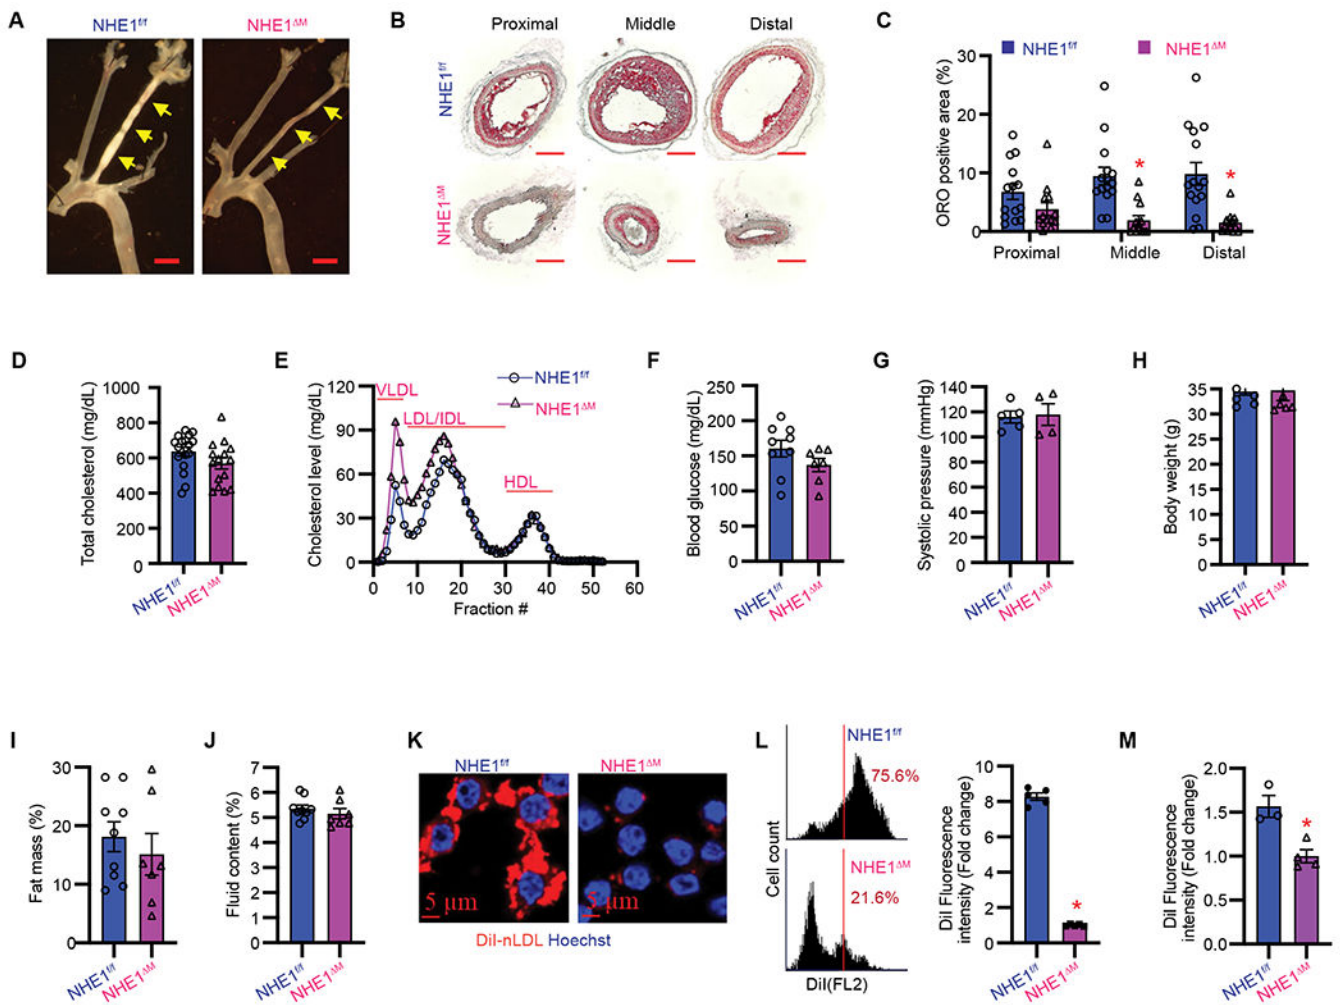 A
NHE1f/f
NHE1ΔM
B
Proximal
Middle
Distal
NHE1f/f
NHE1ΔM
C
NHE1f/f
NHE1ΔM
ORO positive area (%)
30
20
10
0
*
*
Proximal
Middle
Distal
D
Total cholesterol (mg/dL)
1000
800
600
400
200
0
NHE1f/f
NHE1ΔM
E
Cholesterol level (mg/dL)
120
90
60
30
0
VLDL
LDL/IDL
HDL
NHE1f/f
NHE1ΔM
0 10 20 30 40 50 60
Fraction #
F
Blood glucose (mg/dL)
250
200
150
100
50
0
NHE1f/f
NHE1ΔM
G
Systolic pressure (mmHg)
140
120
100
80
60
40
20
0
NHE1f/f
NHE1ΔM
H
Body weight (g)
35
30
25
20
15
10
5
0
NHE1f/f
NHE1ΔM
I
Fat mass (%)
30
20
10
0
NHE1f/f
NHE1ΔM
J
Fluid content (%)
7
6
5
4
3
2
1
0
NHE1f/f
NHE1ΔM
K
NHE1f/f
NHE1ΔM
5 µm
5 µm
DiI-nLDL Hoechst
L
NHE1f/f
75.6%
NHE1ΔM
21.6%
Cell count
DiI(FL2)
DiI Fluorescence
intensity (Fold change)
10
8
6
4
2
0
*
NHE1f/f
NHE1ΔM
M
DiI Fluorescence
intensity (Fold change)
2.0
1.5
1.0
0.5
0.0
*
NHE1f/f
NHE1ΔM